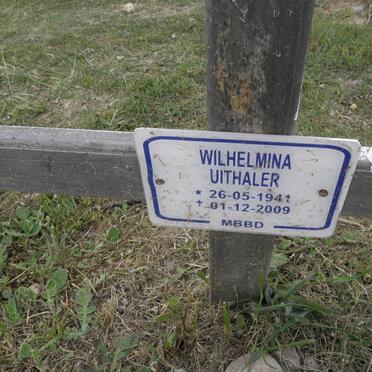 WILHELMINA
UITHALER
* 26-05-1941
+ 01-12-2009
MBBD